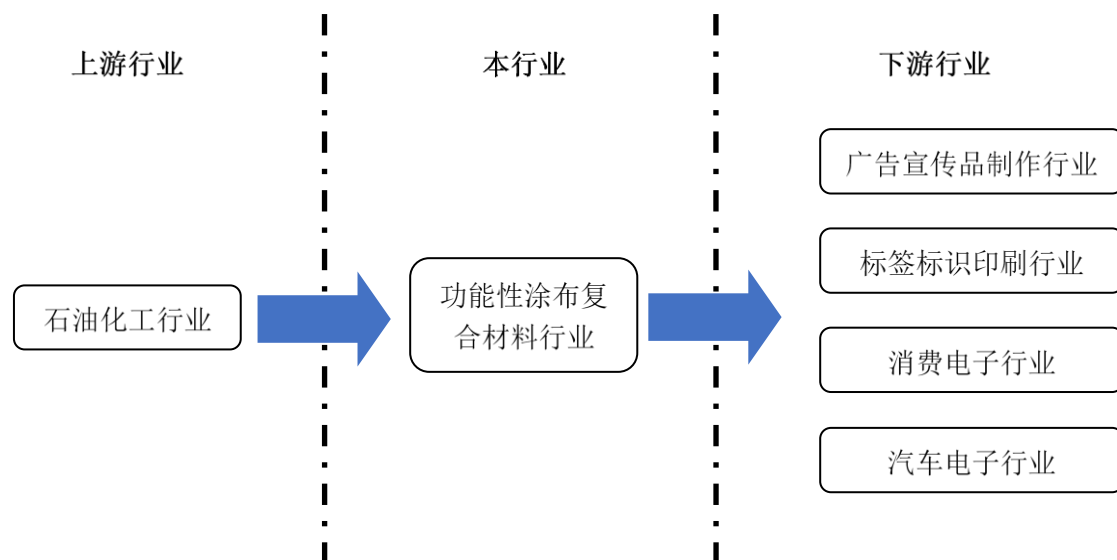 上游行业
本行业
下游行业
石油化工行业
功能性涂布复
合材料行业
广告宣传品制作行业
标签标识印刷行业
消费电子行业
汽车电子行业